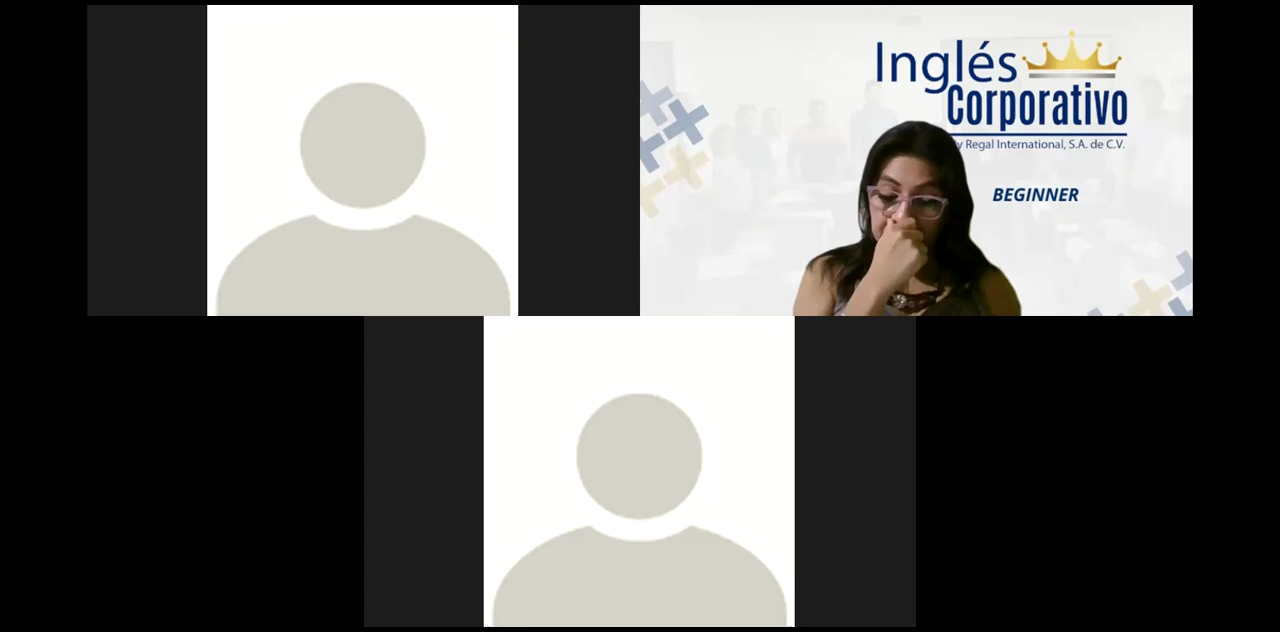 Inglés
Corporativo
y Regal International, S.A. de C.V.
BEGINNER